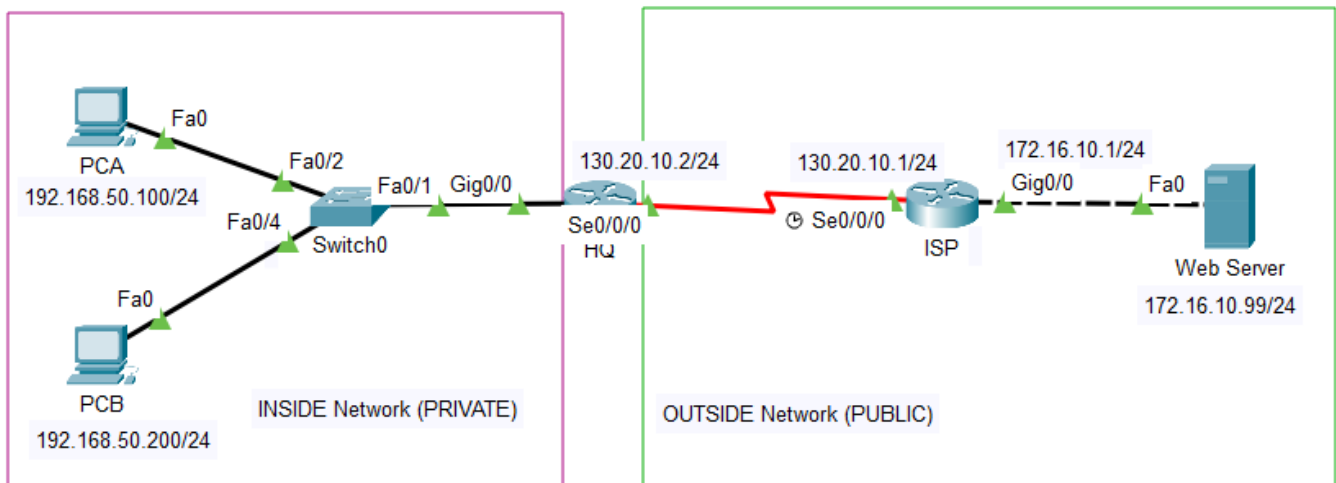 Fa0
PCA
192.168.50.100/24
Fa0/2
Fa0/4
Switch0
Fa0/1
Gig0/0
Fa0
PCB
192.168.50.200/24
INSIDE Network (PRIVATE)
130.20.10.2/24
Se0/0/0
HQ
130.20.10.1/24
Se0/0/0
ISP
172.16.10.1/24
Gig0/0
Fa0
Web Server
172.16.10.99/24
OUTSIDE Network (PUBLIC)